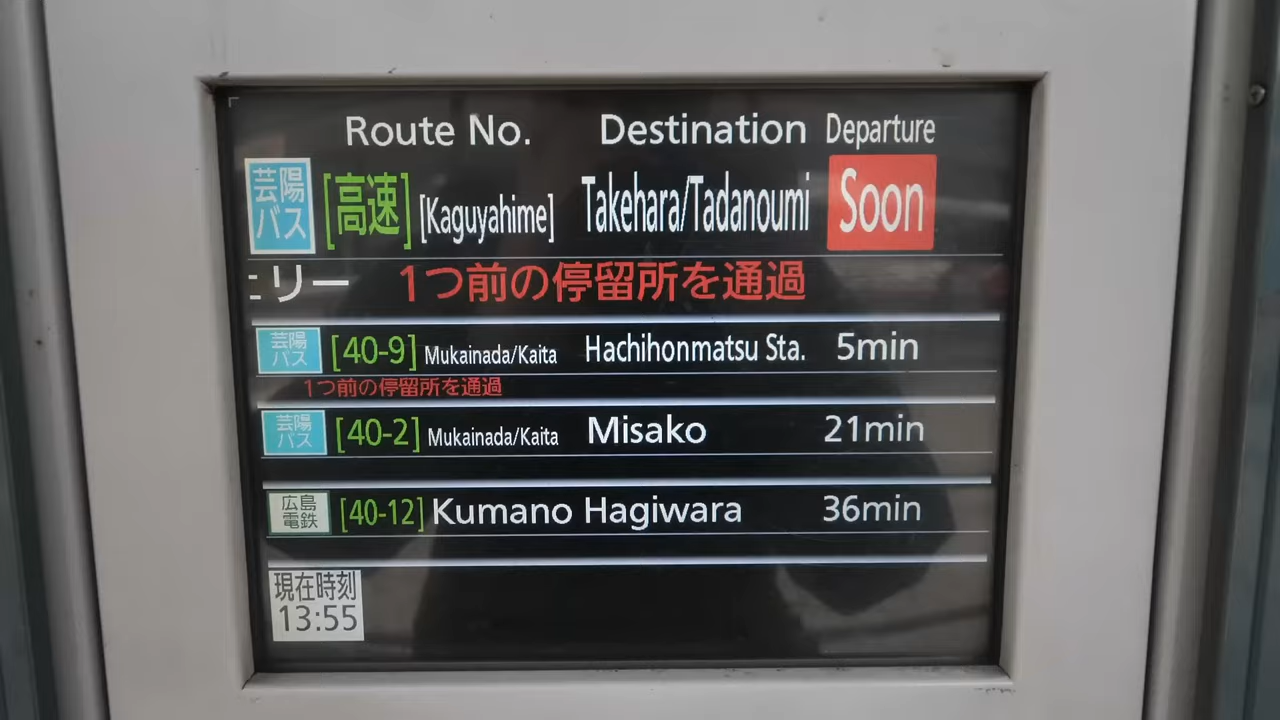 Route No. Destination Departure
芸陽バス [高速] [Kaguyahime] Takehara/Tadanoumi Soon
リー 1つ前の停留所を通過
芸陽バス [40-9] Mukainada/Kaita Hachihonmatsu Sta. 5min
1つ前の停留所を通過
芸陽バス [40-2] Mukainada/Kaita Misako 21min
広島電鉄 [40-12] Kumano Hagiwara 36min
現在時刻
13:55